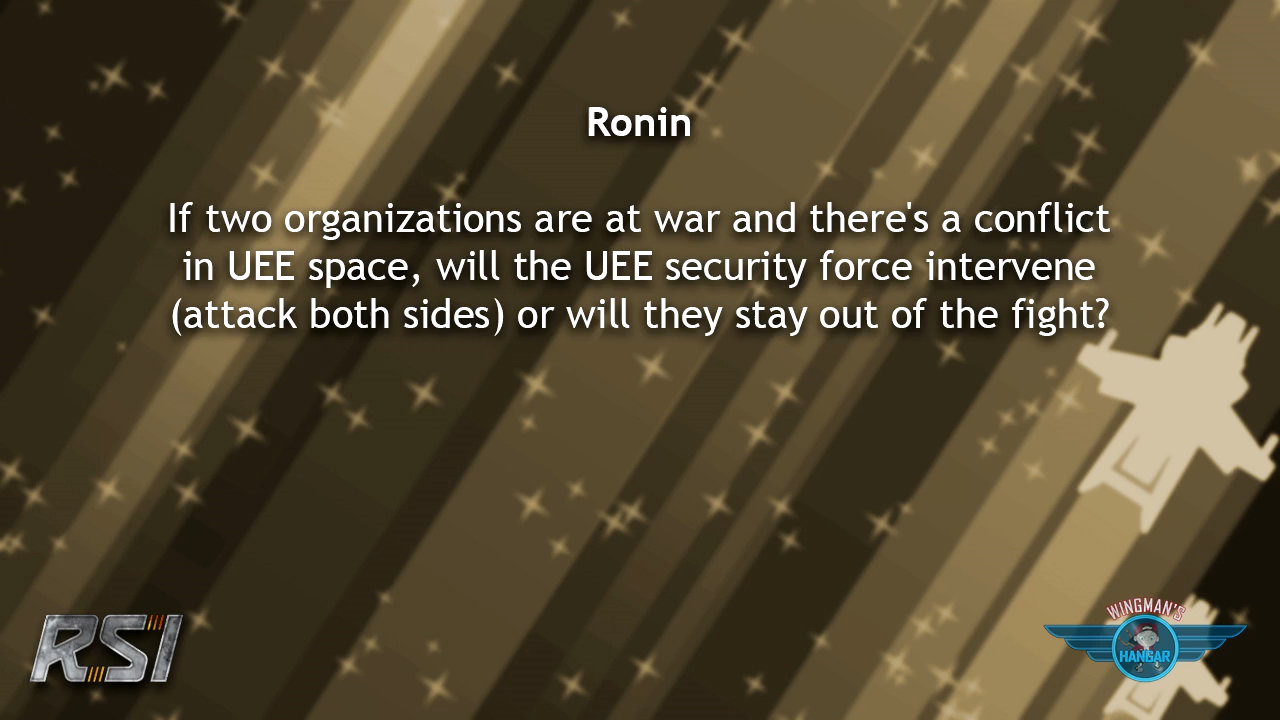 Ronin
If two organizations are at war and there's a conflict
in UEE space, will the UEE security force intervene
(attack both sides) or will they stay out of the fight?
RSI
WINGMAN'S
HANGAR